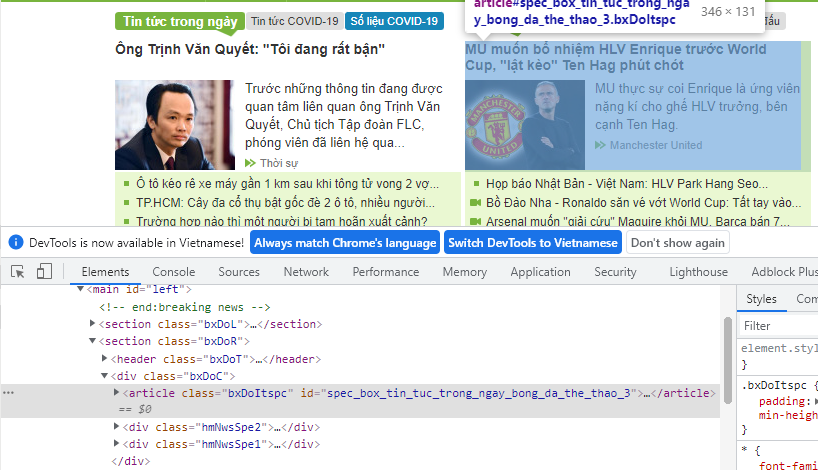 article#spec_box_tin_tuc_trong_nga
y_bong_da_the_thao_3.bxDoItspc
346 × 131
Tin tức trong ngày
Tin tức COVID-19
Số liệu COVID-19
Ông Trịnh Văn Quyết: "Tôi đang rất bận"
Trước những thông tin đang được
quan tâm liên quan ông Trịnh Văn
Quyết, Chủ tịch Tập đoàn FLC,
phóng viên đã liên hệ qua...
Thời sự
MU muốn bổ nhiệm HLV Enrique trước World
Cup, "lật kèo" Ten Hag phút chót
MANCHESTER
UNITED
MU thực sự coi Enrique là ứng viên
nặng kí cho ghế HLV trưởng, bên
cạnh Ten Hag.
Manchester United
Ô tô kéo rê xe máy gần 1 km sau khi tông tử vong 2 vợ...
TP.HCM: Cây đa cổ thụ bật gốc đè 2 ô tô, nhiều người...
Trường hợp nào thì một người bị tạm hoãn xuất cảnh?
Họp báo Nhật Bản - Việt Nam: HLV Park Hang Seo...
Bồ Đào Nha - Ronaldo săn vé vớt World Cup: Tất tay vào...
Arsenal muốn "giải cứu" Maguire khỏi MU, Barca bán 7...
DevTools is now available in Vietnamese!
Always match Chrome's language
Switch DevTools to Vietnamese
Don't show again
Elements
Console
Sources
Network
Performance
Memory
Application
Security
Lighthouse
Adblock Plus
<main id="left">
<!-- end:breaking news -->
<section class="bxDoL">…</section>
<section class="bxDoR">
<header class="bxDoT">…</header>
<div class="bxDoC">
<article class="bxDoItspc" id="spec_box_tin_tuc_trong_ngay_bong_da_the_thao_3">…</article>
== $0
<div class="hmNwsSpe2">…</div>
<div class="hmNwsSpe1">…</div>
</div>
Styles
Com
Filter
element.styl
}
.bxDoItspc {
padding:
min-heigh
}
* {
font-fami